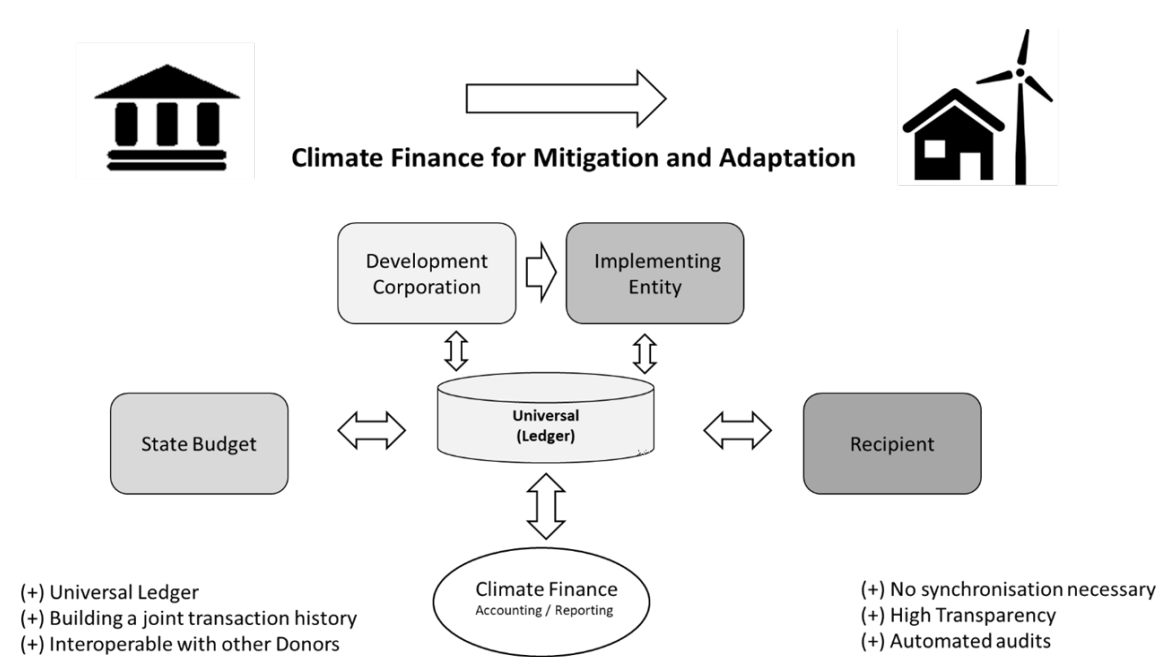 Climate Finance for Mitigation and Adaptation
Development
Corporation
Implementing
Entity
State Budget
Universal
(Ledger)
Recipient
Climate Finance
Accounting / Reporting
(+) Universal Ledger
(+) Building a joint transaction history
(+) Interoperable with other Donors
(+) No synchronisation necessary
(+) High Transparency
(+) Automated audits